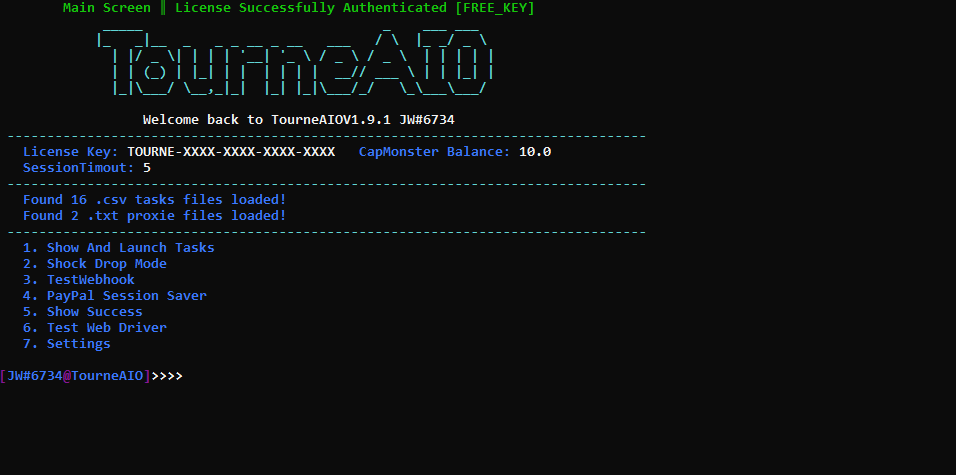 Main Screen ║ License Successfully Authenticated [FREE_KEY]
TourneAIO
Welcome back to TourneAIOV1.9.1 JW#6734
--------------------------------------------------------------------------------
License Key: TOURNE-XXXX-XXXX-XXXX-XXXX CapMonster Balance: 10.0
SessionTimout: 5
--------------------------------------------------------------------------------
Found 16 .csv tasks files loaded!
Found 2 .txt proxie files loaded!
--------------------------------------------------------------------------------
1. Show And Launch Tasks
2. Shock Drop Mode
3. TestWebhook
4. PayPal Session Saver
5. Show Success
6. Test Web Driver
7. Settings
[JW#6734@TourneAIO]>>>>